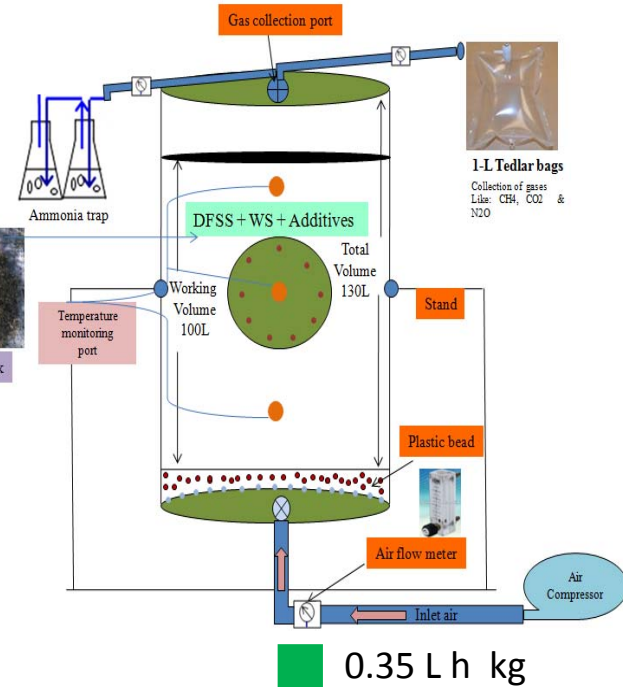 Gas collection port
1-L Tedlar bags
Collection of gases
Like: CH4, CO2 &
N2O
Ammonia trap
DFSS + WS + Additives
Total
Volume
130L
Working
Volume
100L
Temperature
monitoring
port
Stand
Plastic bead
Air flow meter
Air
Compressor
Inlet air
0.35 L h kg